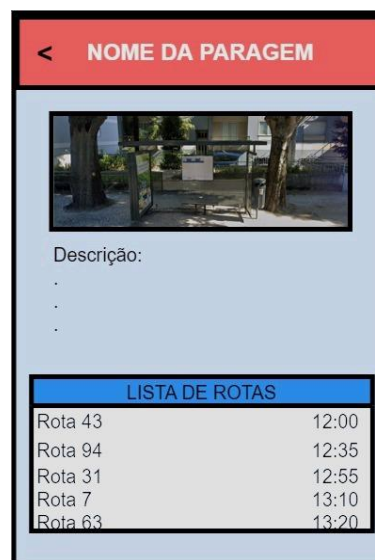 < NOME DA PARAGEM
Descrição:
.
.
.
LISTA DE ROTAS
Rota 43 12:00
Rota 94 12:35
Rota 31 12:55
Rota 7 13:10
Rota 63 13:20